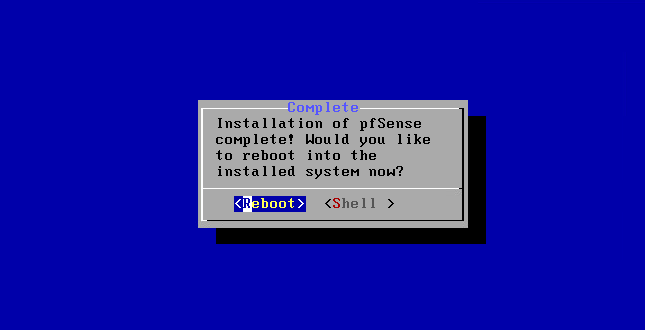 Complete
Installation of pfSense
complete! Would you like
to reboot into the
installed system now?
<Reboot> <Shell >